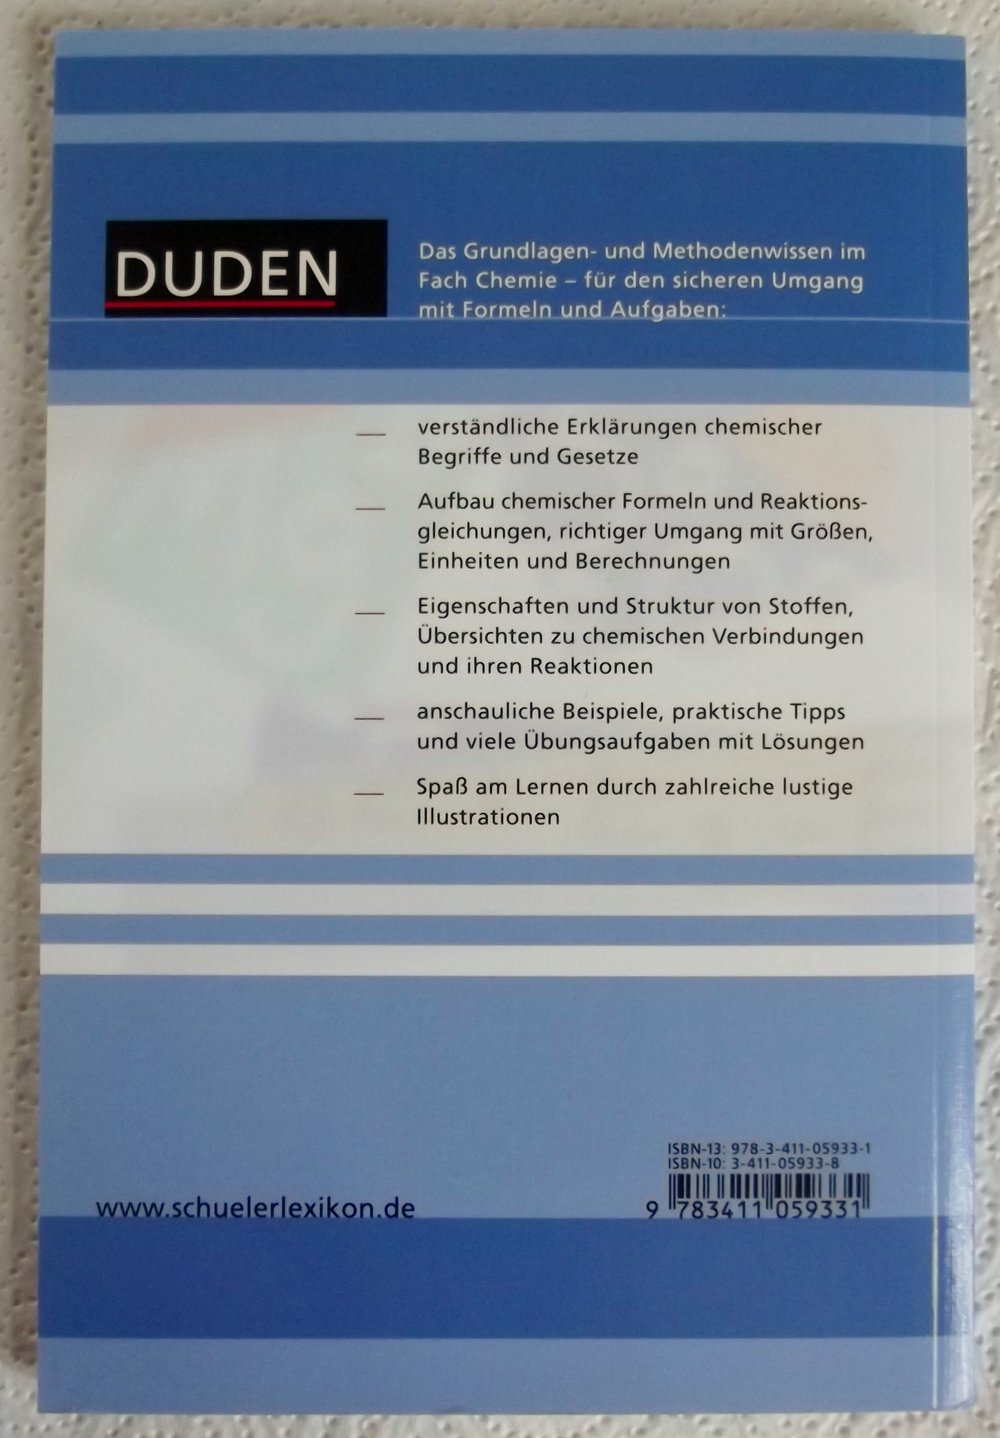 DUDEN
Das Grundlagen- und Methodenwissen im
Fach Chemie – für den sicheren Umgang
mit Formeln und Aufgaben:
verständliche Erklärungen chemischer
Begriffe und Gesetze
Aufbau chemischer Formeln und Reaktions-
gleichungen, richtiger Umgang mit Größen,
Einheiten und Berechnungen
Eigenschaften und Struktur von Stoffen,
Übersichten zu chemischen Verbindungen
und ihren Reaktionen
anschauliche Beispiele, praktische Tipps
und viele Übungsaufgaben mit Lösungen
Spaß am Lernen durch zahlreiche lustige
Illustrationen
ISBN-13: 978-3-411-05933-1
ISBN-10: 3-411-05933-8
www.schuelerlexikon.de
9 783411 059331